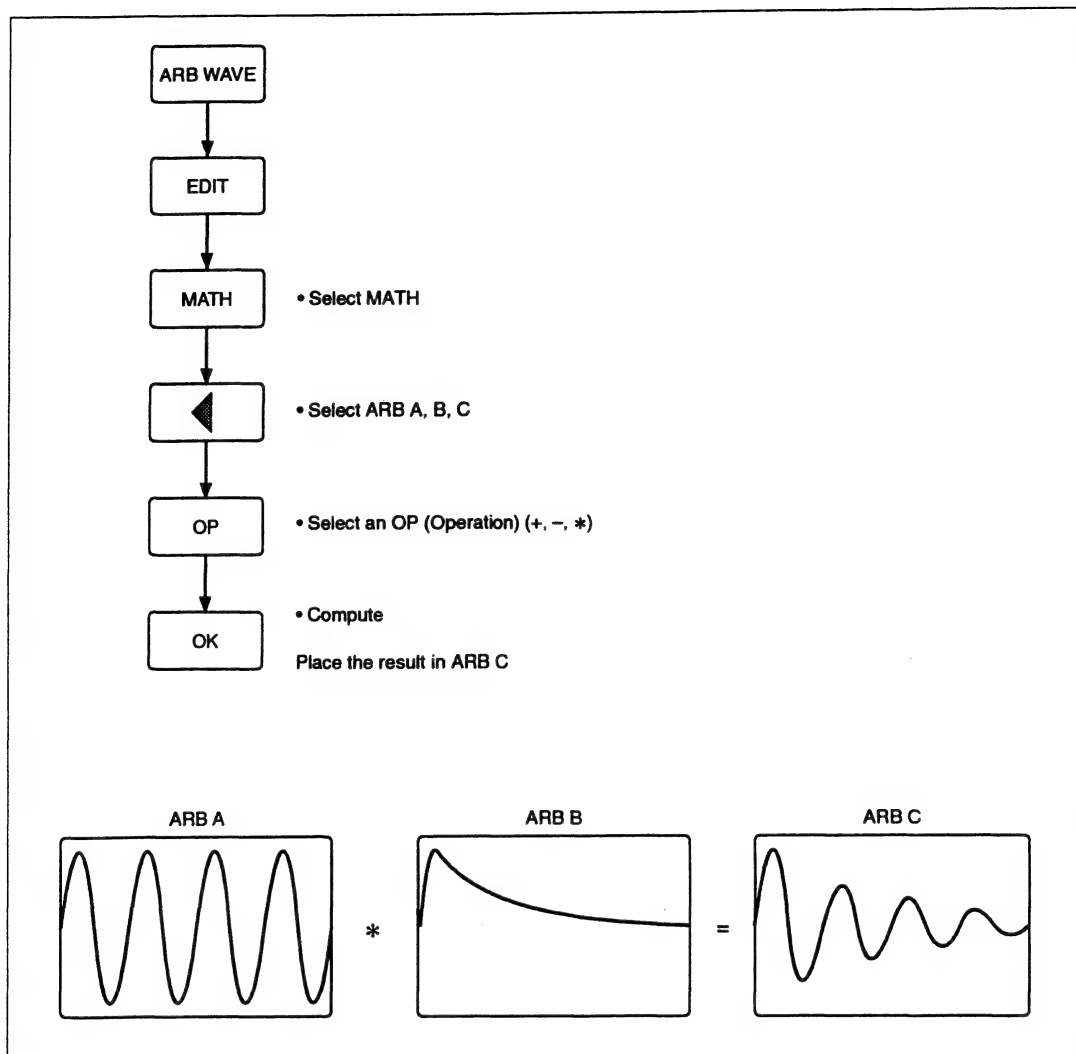 ARB WAVE
EDIT
MATH
• Select MATH
• Select ARB A, B, C
OP
• Select an OP (Operation) (+, −, *)
OK
• Compute
Place the result in ARB C
ARB A
ARB B
ARB C
*
=